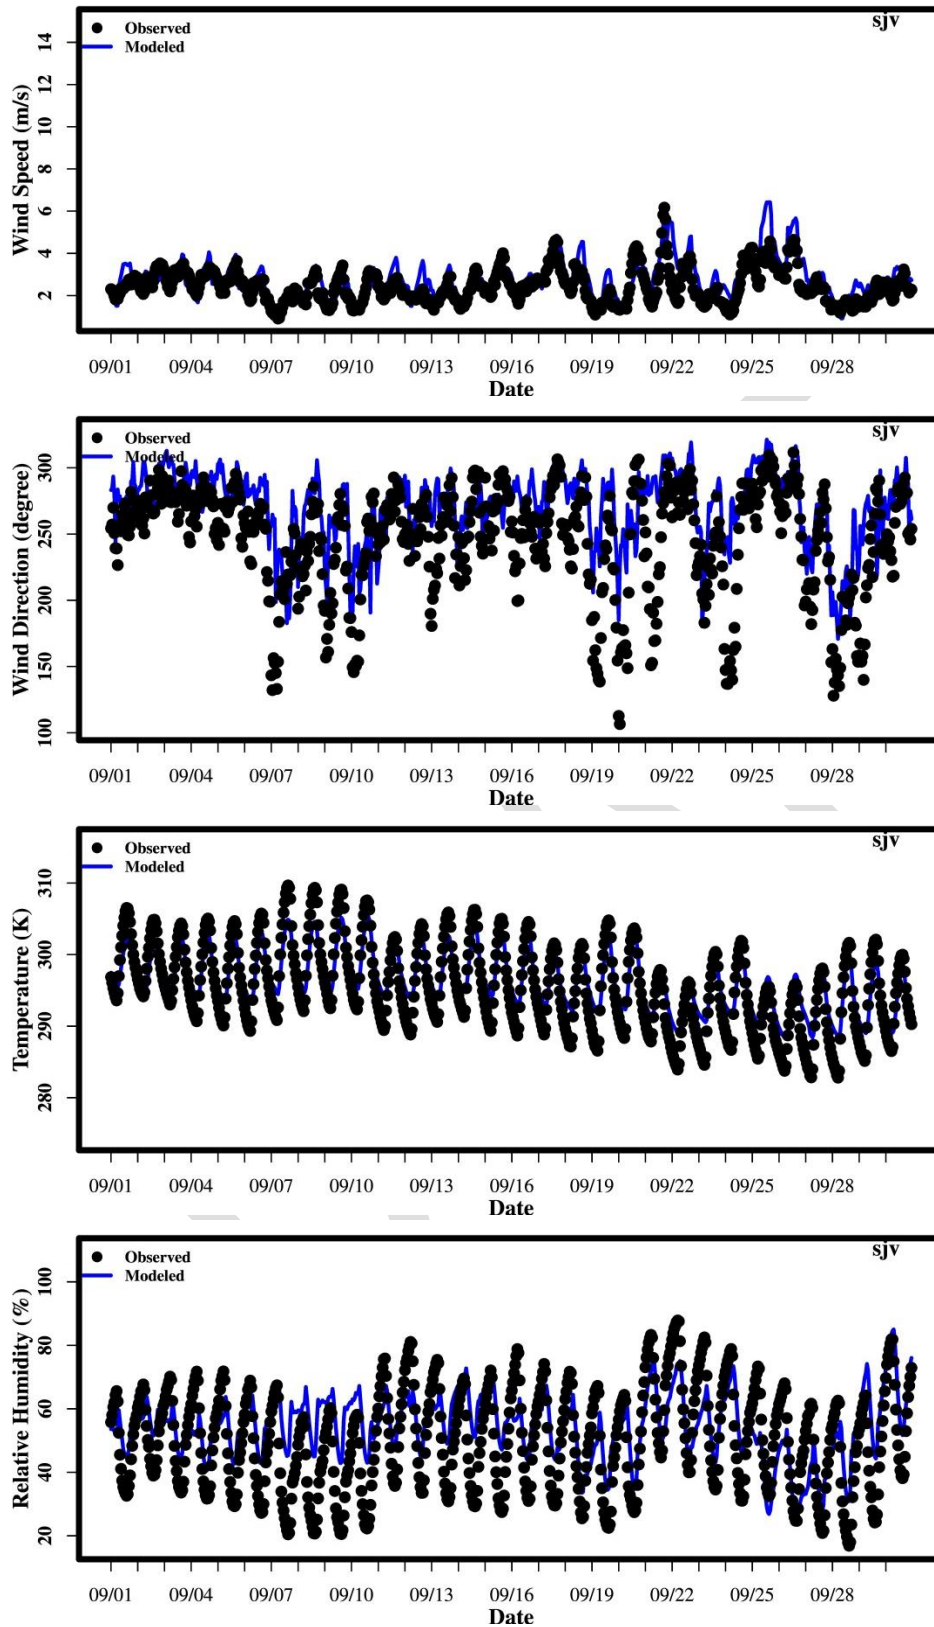 sjv
Observed
Modeled
Wind Speed (m/s)
14
12
10
8
6
4
2
09/01 09/04 09/07 09/10 09/13 09/16 09/19 09/22 09/25 09/28
Date
sjv
Observed
Modeled
Wind Direction (degree)
300
250
200
150
100
09/01 09/04 09/07 09/10 09/13 09/16 09/19 09/22 09/25 09/28
Date
sjv
Observed
Modeled
Temperature (K)
310
300
290
280
09/01 09/04 09/07 09/10 09/13 09/16 09/19 09/22 09/25 09/28
Date
sjv
Observed
Modeled
Relative Humidity (%)
100
80
60
40
20
09/01 09/04 09/07 09/10 09/13 09/16 09/19 09/22 09/25 09/28
Date